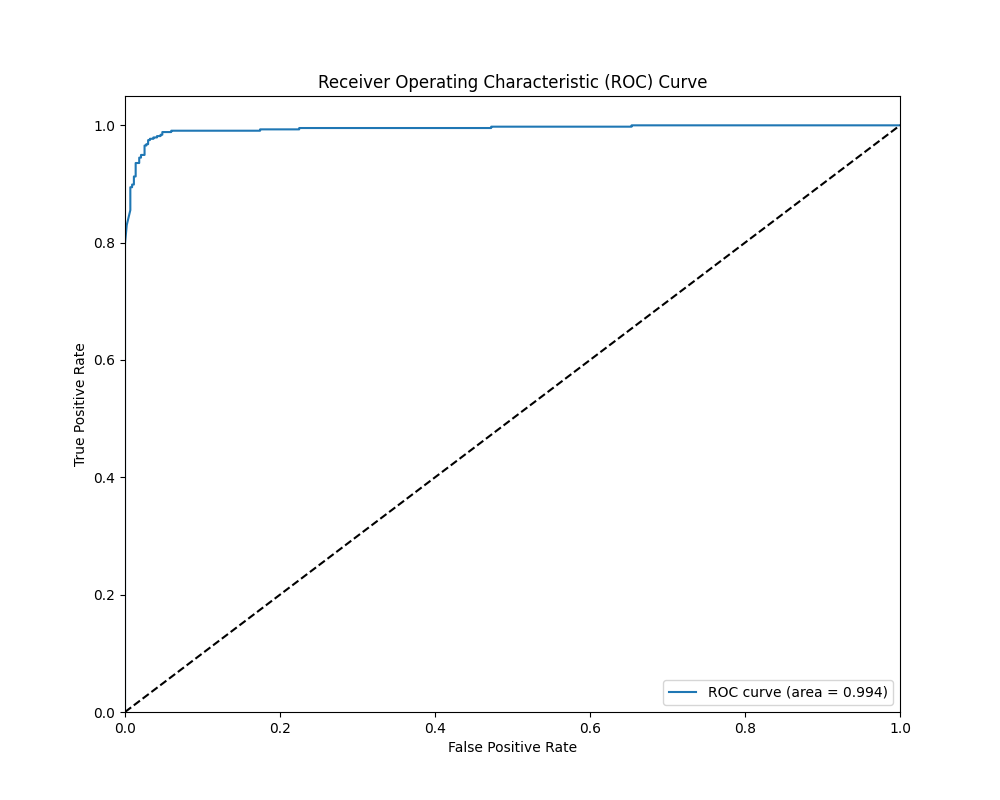 Receiver Operating Characteristic (ROC) Curve
1.0
0.8
0.6
0.4
0.2
0.0
True Positive Rate
ROC curve (area = 0.994)
0.0 0.2 0.4 0.6 0.8 1.0
False Positive Rate